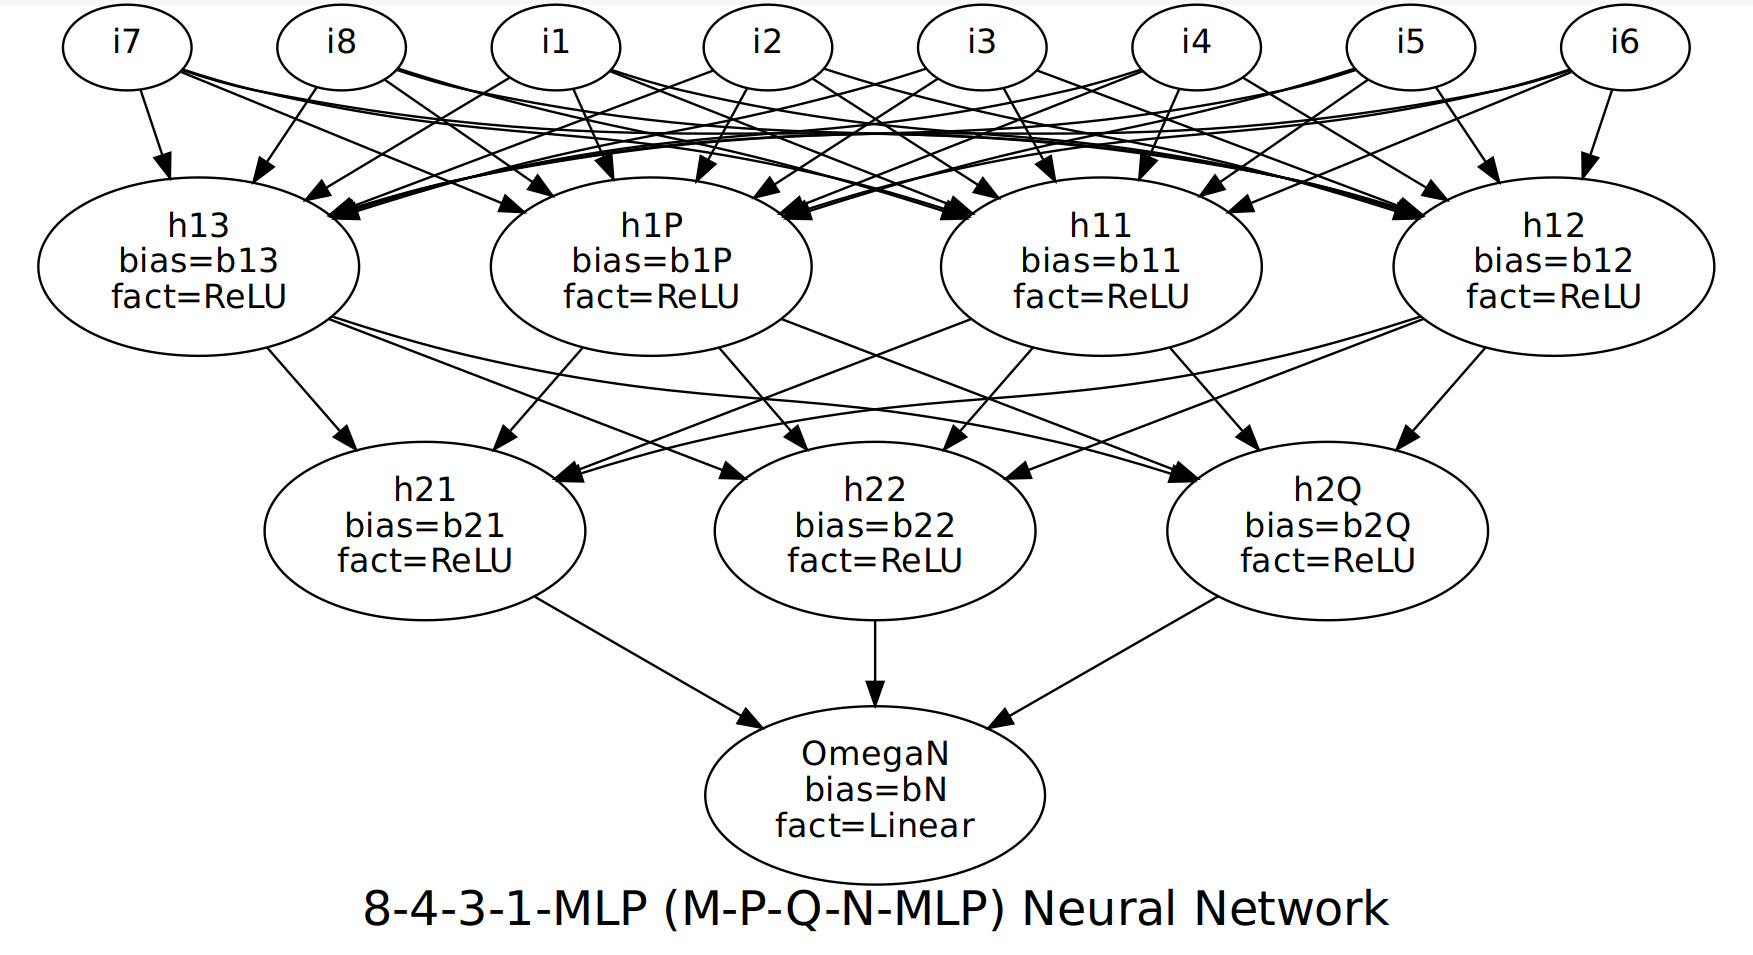 i7 i8 i1 i2 i3 i4 i5 i6
h13
bias=b13
fact=ReLU
h1P
bias=b1P
fact=ReLU
h11
bias=b11
fact=ReLU
h12
bias=b12
fact=ReLU
h21
bias=b21
fact=ReLU
h22
bias=b22
fact=ReLU
h2Q
bias=b2Q
fact=ReLU
OmegaN
bias=bN
fact=Linear
8-4-3-1-MLP (M-P-Q-N-MLP) Neural Network